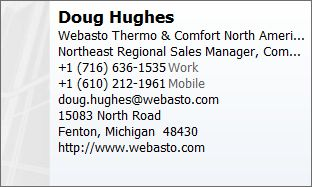 Doug Hughes
Webasto Thermo & Comfort North Ameri...
Northeast Regional Sales Manager, Com...
+1 (716) 636-1535 Work
+1 (610) 212-1961 Mobile
doug.hughes@webasto.com
15083 North Road
Fenton, Michigan  48430
http://www.webasto.com